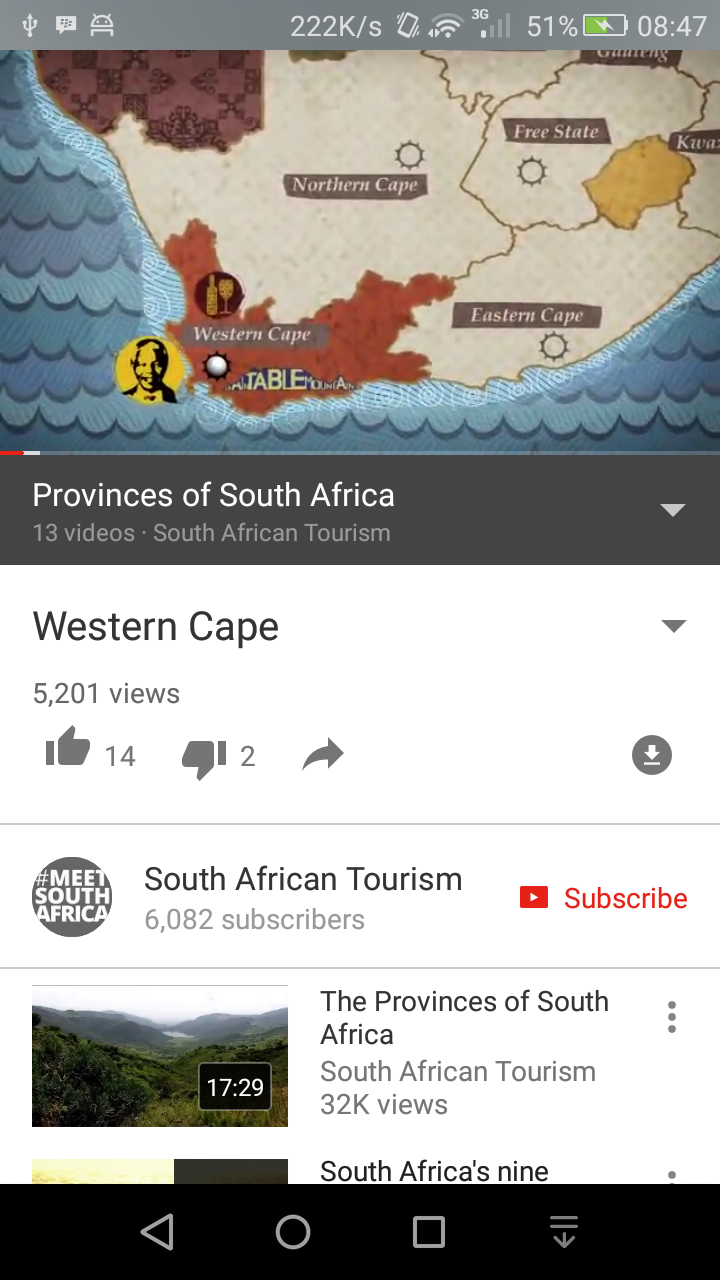 222K/s 3G 51% 08:47
Gauteng
Free State
Northern Cape
Eastern Cape
Western Cape
TABLE MOUNTAIN
Provinces of South Africa
13 videos · South African Tourism
Western Cape
5,201 views
14 2
#MEET
SOUTH
AFRICA
South African Tourism
6,082 subscribers
Subscribe
The Provinces of South
Africa
South African Tourism
32K views
17:29
South Africa's nine